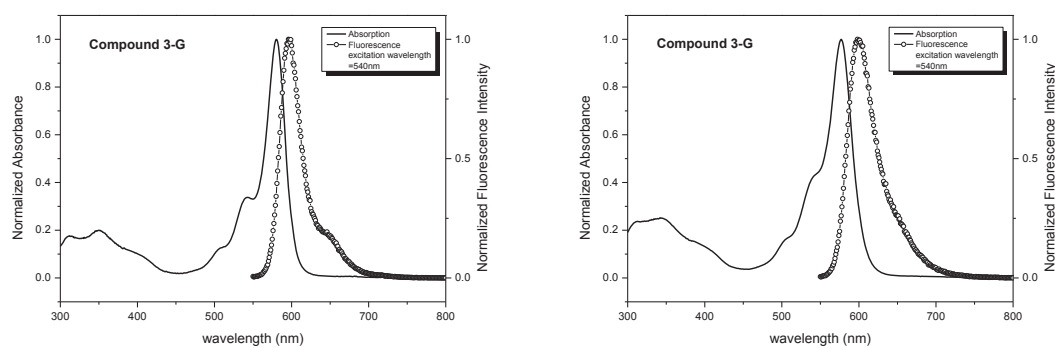 Compound 3-G
Absorption
Fluorescence
excitation wavelength
=540nm
1.0
0.8
0.6
0.4
0.2
0.0
Normalized Absorbance
1.0
0.5
0.0
Normalized Fluorescence Intensity
300 400 500 600 700 800
wavelength (nm)
Compound 3-G
Absorption
Fluorescence
excitation wavelength
=540nm
1.0
0.8
0.6
0.4
0.2
0.0
Normalized Absorbance
1.0
0.5
0.0
Normalized Fluorescence Intensity
300 400 500 600 700 800
wavelength (nm)